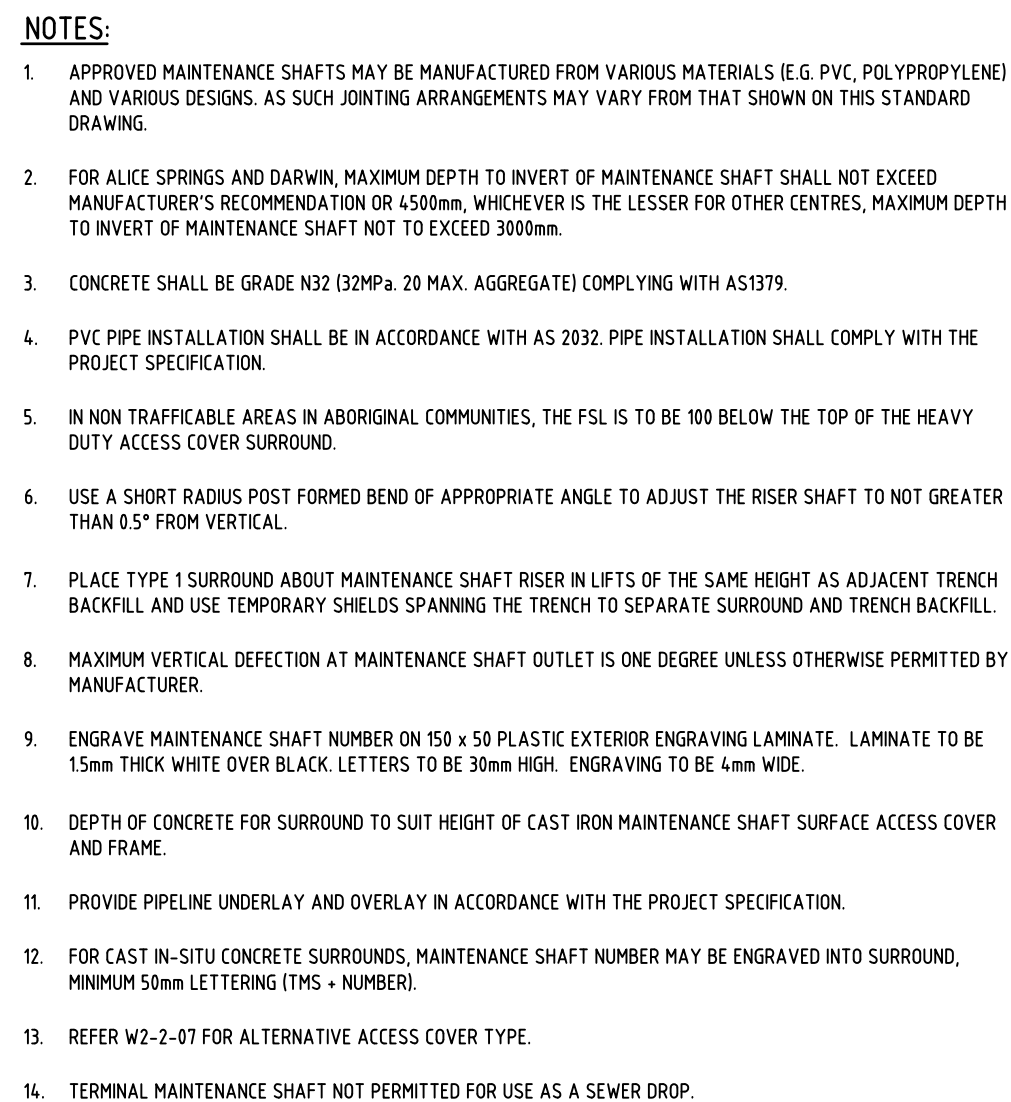 NOTES:
1. APPROVED MAINTENANCE SHAFTS MAY BE MANUFACTURED FROM VARIOUS MATERIALS (E.G. PVC, POLYPROPYLENE)
AND VARIOUS DESIGNS. AS SUCH JOINTING ARRANGEMENTS MAY VARY FROM THAT SHOWN ON THIS STANDARD
DRAWING.
2. FOR ALICE SPRINGS AND DARWIN, MAXIMUM DEPTH TO INVERT OF MAINTENANCE SHAFT SHALL NOT EXCEED
MANUFACTURER'S RECOMMENDATION OR 4500mm, WHICHEVER IS THE LESSER FOR OTHER CENTRES, MAXIMUM DEPTH
TO INVERT OF MAINTENANCE SHAFT NOT TO EXCEED 3000mm.
3. CONCRETE SHALL BE GRADE N32 (32MPa. 20 MAX. AGGREGATE) COMPLYING WITH AS1379.
4. PVC PIPE INSTALLATION SHALL BE IN ACCORDANCE WITH AS 2032. PIPE INSTALLATION SHALL COMPLY WITH THE
PROJECT SPECIFICATION.
5. IN NON TRAFFICABLE AREAS IN ABORIGINAL COMMUNITIES, THE FSL IS TO BE 100 BELOW THE TOP OF THE HEAVY
DUTY ACCESS COVER SURROUND.
6. USE A SHORT RADIUS POST FORMED BEND OF APPROPRIATE ANGLE TO ADJUST THE RISER SHAFT TO NOT GREATER
THAN 0.5° FROM VERTICAL.
7. PLACE TYPE 1 SURROUND ABOUT MAINTENANCE SHAFT RISER IN LIFTS OF THE SAME HEIGHT AS ADJACENT TRENCH
BACKFILL AND USE TEMPORARY SHIELDS SPANNING THE TRENCH TO SEPARATE SURROUND AND TRENCH BACKFILL.
8. MAXIMUM VERTICAL DEFECTION AT MAINTENANCE SHAFT OUTLET IS ONE DEGREE UNLESS OTHERWISE PERMITTED BY
MANUFACTURER.
9. ENGRAVE MAINTENANCE SHAFT NUMBER ON 150 x 50 PLASTIC EXTERIOR ENGRAVING LAMINATE. LAMINATE TO BE
1.5mm THICK WHITE OVER BLACK. LETTERS TO BE 30mm HIGH. ENGRAVING TO BE 4mm WIDE.
10. DEPTH OF CONCRETE FOR SURROUND TO SUIT HEIGHT OF CAST IRON MAINTENANCE SHAFT SURFACE ACCESS COVER
AND FRAME.
11. PROVIDE PIPELINE UNDERLAY AND OVERLAY IN ACCORDANCE WITH THE PROJECT SPECIFICATION.
12. FOR CAST IN-SITU CONCRETE SURROUNDS, MAINTENANCE SHAFT NUMBER MAY BE ENGRAVED INTO SURROUND,
MINIMUM 50mm LETTERING (TMS + NUMBER).
13. REFER W2-2-07 FOR ALTERNATIVE ACCESS COVER TYPE.
14. TERMINAL MAINTENANCE SHAFT NOT PERMITTED FOR USE AS A SEWER DROP.